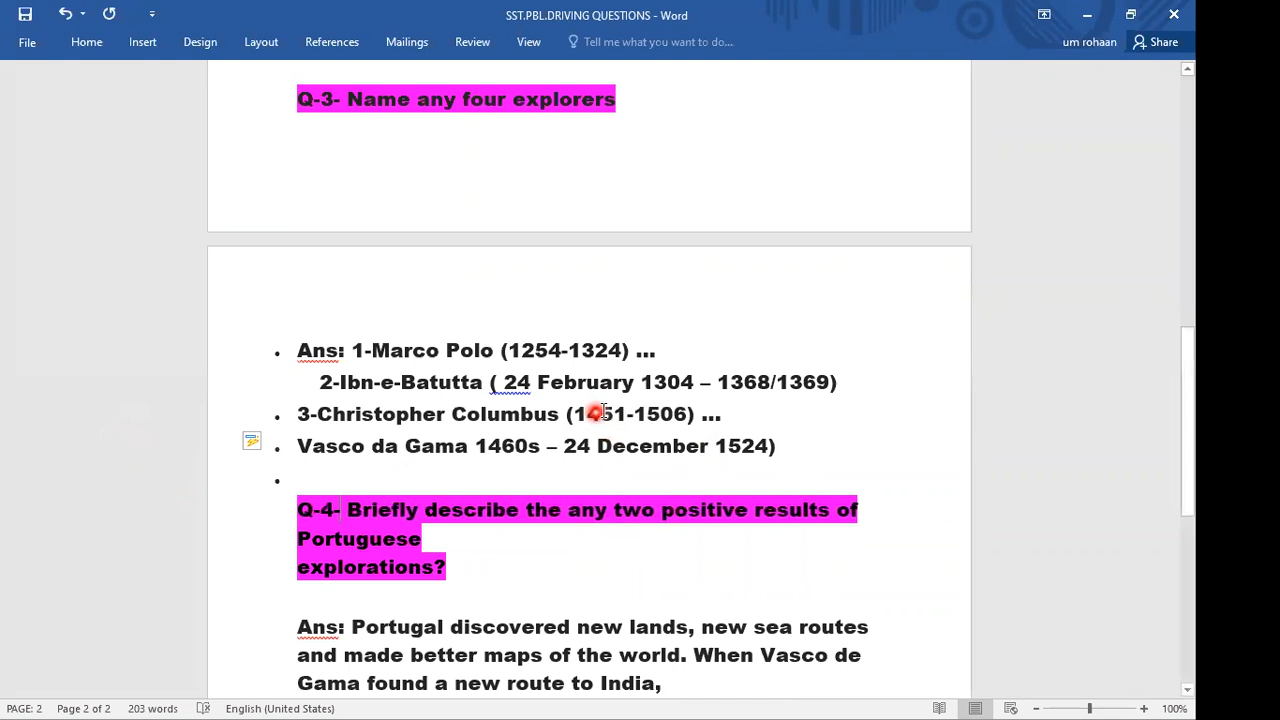 SST.PBL.DRIVING QUESTIONS - Word
File Home Insert Design Layout References Mailings Review View Tell me what you want to do... um rohaan Share
Q-3- Name any four explorers
• Ans: 1-Marco Polo (1254-1324) ...
2-Ibn-e-Batutta ( 24 February 1304 – 1368/1369)
• 3-Christopher Columbus (1451-1506) ...
• Vasco da Gama 1460s – 24 December 1524)
•
Q-4- Briefly describe the any two positive results of
Portuguese
explorations?
Ans: Portugal discovered new lands, new sea routes
and made better maps of the world. When Vasco de
Gama found a new route to India,
PAGE: 2 Page 2 of 2 203 words English (United States) 100%